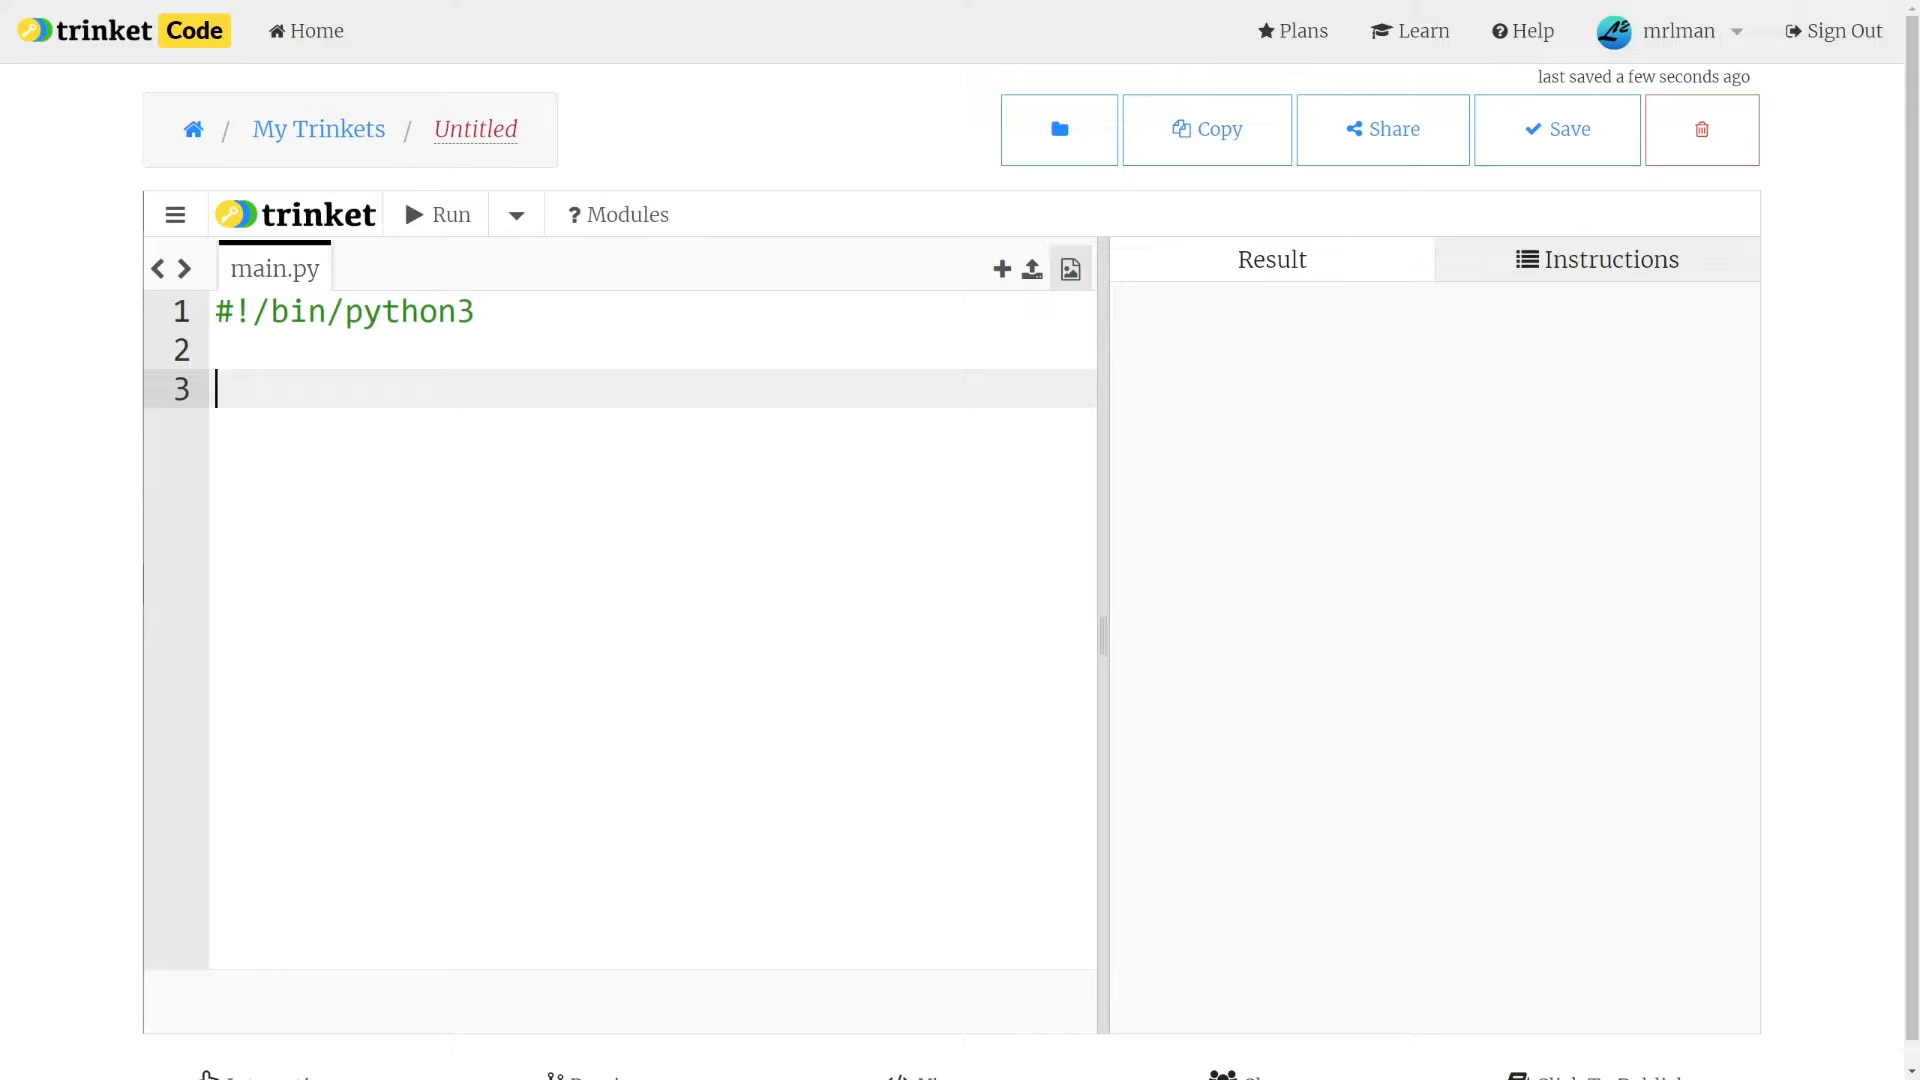 trinket Code Home Plans Learn Help mrlman Sign Out
last saved a few seconds ago
/ My Trinkets / Untitled Copy Share Save
trinket Run ? Modules
main.py Result Instructions
1 #!/bin/python3
2
3